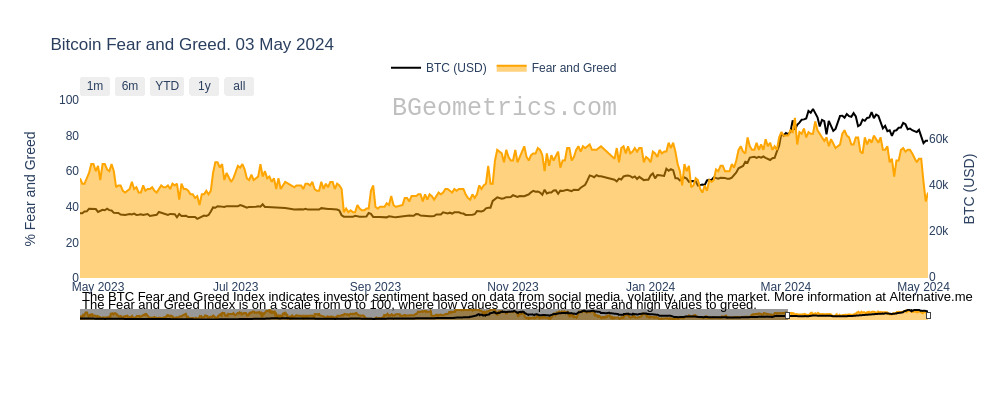 Bitcoin Fear and Greed. 03 May 2024
BTC (USD) Fear and Greed
1m 6m YTD 1y all
BGeometrics.com
100
80
60
40
20
0
% Fear and Greed
60k
40k
20k
0
BTC (USD)
May 2023 Jul 2023 Sep 2023 Nov 2023 Jan 2024 Mar 2024 May 2024
The BTC Fear and Greed Index indicates investor sentiment based on data from social media, volatility, and the market. More information at Alternative.me
The Fear and Greed Index is on a scale from 0 to 100, where low values correspond to fear and high values to greed.